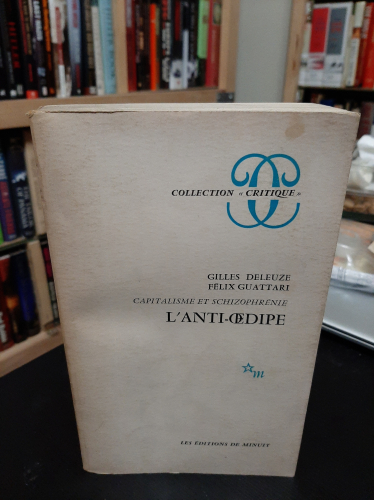 COLLECTION « CRITIQUE »
GILLES DELEUZE
FÉLIX GUATTARI
CAPITALISME ET SCHIZOPHRÉNIE
L'ANTI-ŒDIPE
m
LES ÉDITIONS DE MINUIT